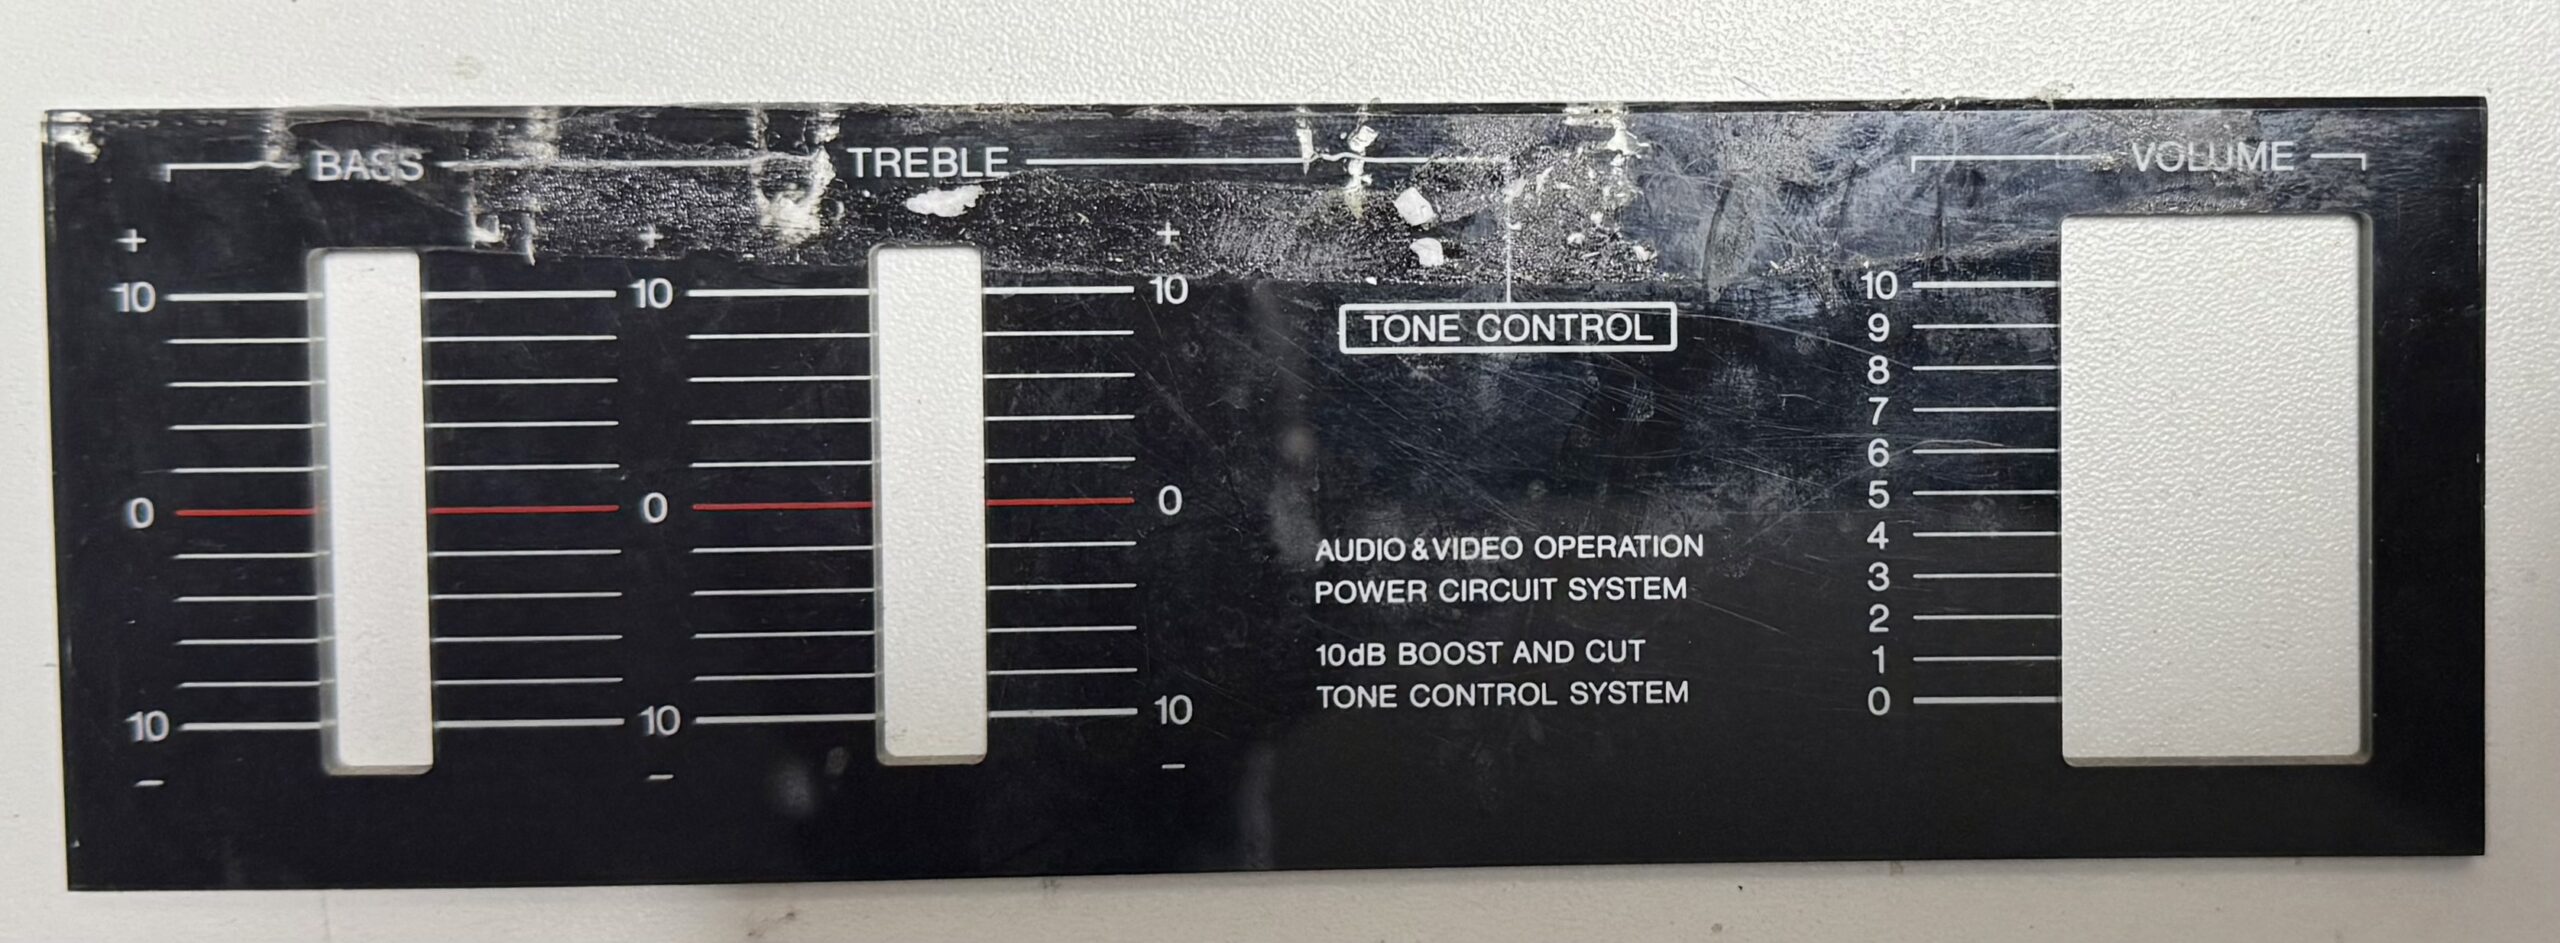 BASS TREBLE VOLUME
+ + +
10 10 10 10
TONE CONTROL
9
8
7
6
0 0 0 5
AUDIO & VIDEO OPERATION 4
POWER CIRCUIT SYSTEM 3
2
10dB BOOST AND CUT 1
TONE CONTROL SYSTEM 0
10 10 10
− − −